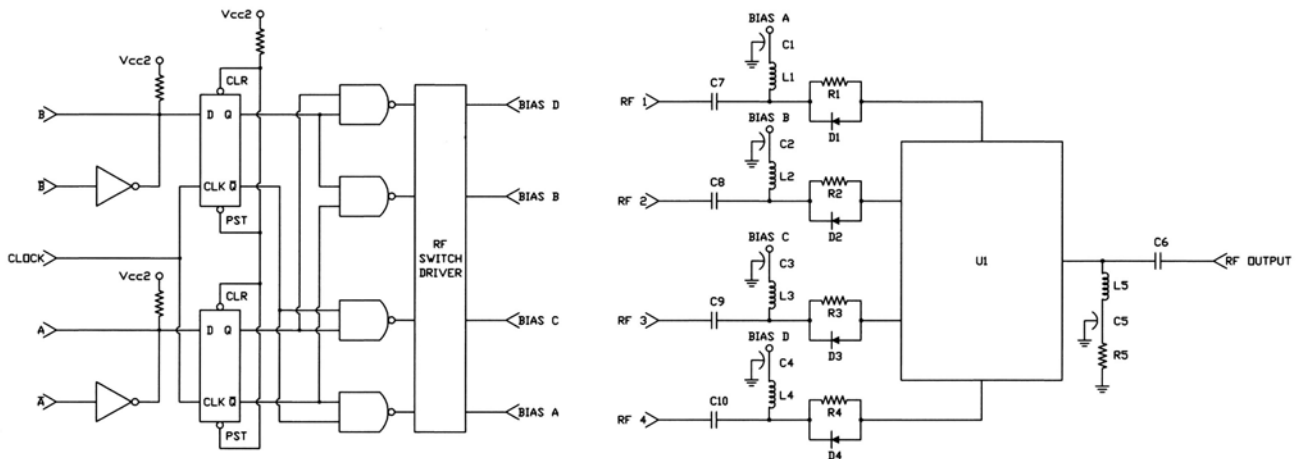 Vcc2
Vcc2
CLR
B
D Q
B̅
CLK Q̅
PST
CLOCK
Vcc2
CLR
A
D Q
A̅
CLK Q̅
PST
RF
SWITCH
DRIVER
BIAS D
BIAS B
BIAS C
BIAS A
BIAS A
C1
L1
C7
RF 1
R1
D1
BIAS B
C2
L2
C8
RF 2
R2
D2
BIAS C
C3
L3
C9
RF 3
R3
D3
BIAS D
C4
L4
C10
RF 4
R4
D4
U1
C6
RF OUTPUT
L5
C5
R5